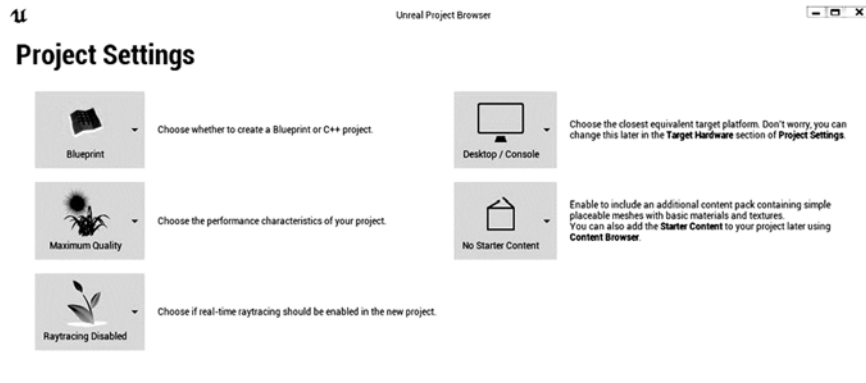 Unreal Project Browser
Project Settings
Blueprint
Choose whether to create a Blueprint or C++ project.
Desktop / Console
Choose the closest equivalent target platform. Don't worry, you can
change this later in the Target Hardware section of Project Settings.
Maximum Quality
Choose the performance characteristics of your project.
No Starter Content
Enable to include an additional content pack containing simple
placeable meshes with basic materials and textures.
You can also add the Starter Content to your project later using
Content Browser.
Raytracing Disabled
Choose if real-time raytracing should be enabled in the new project.